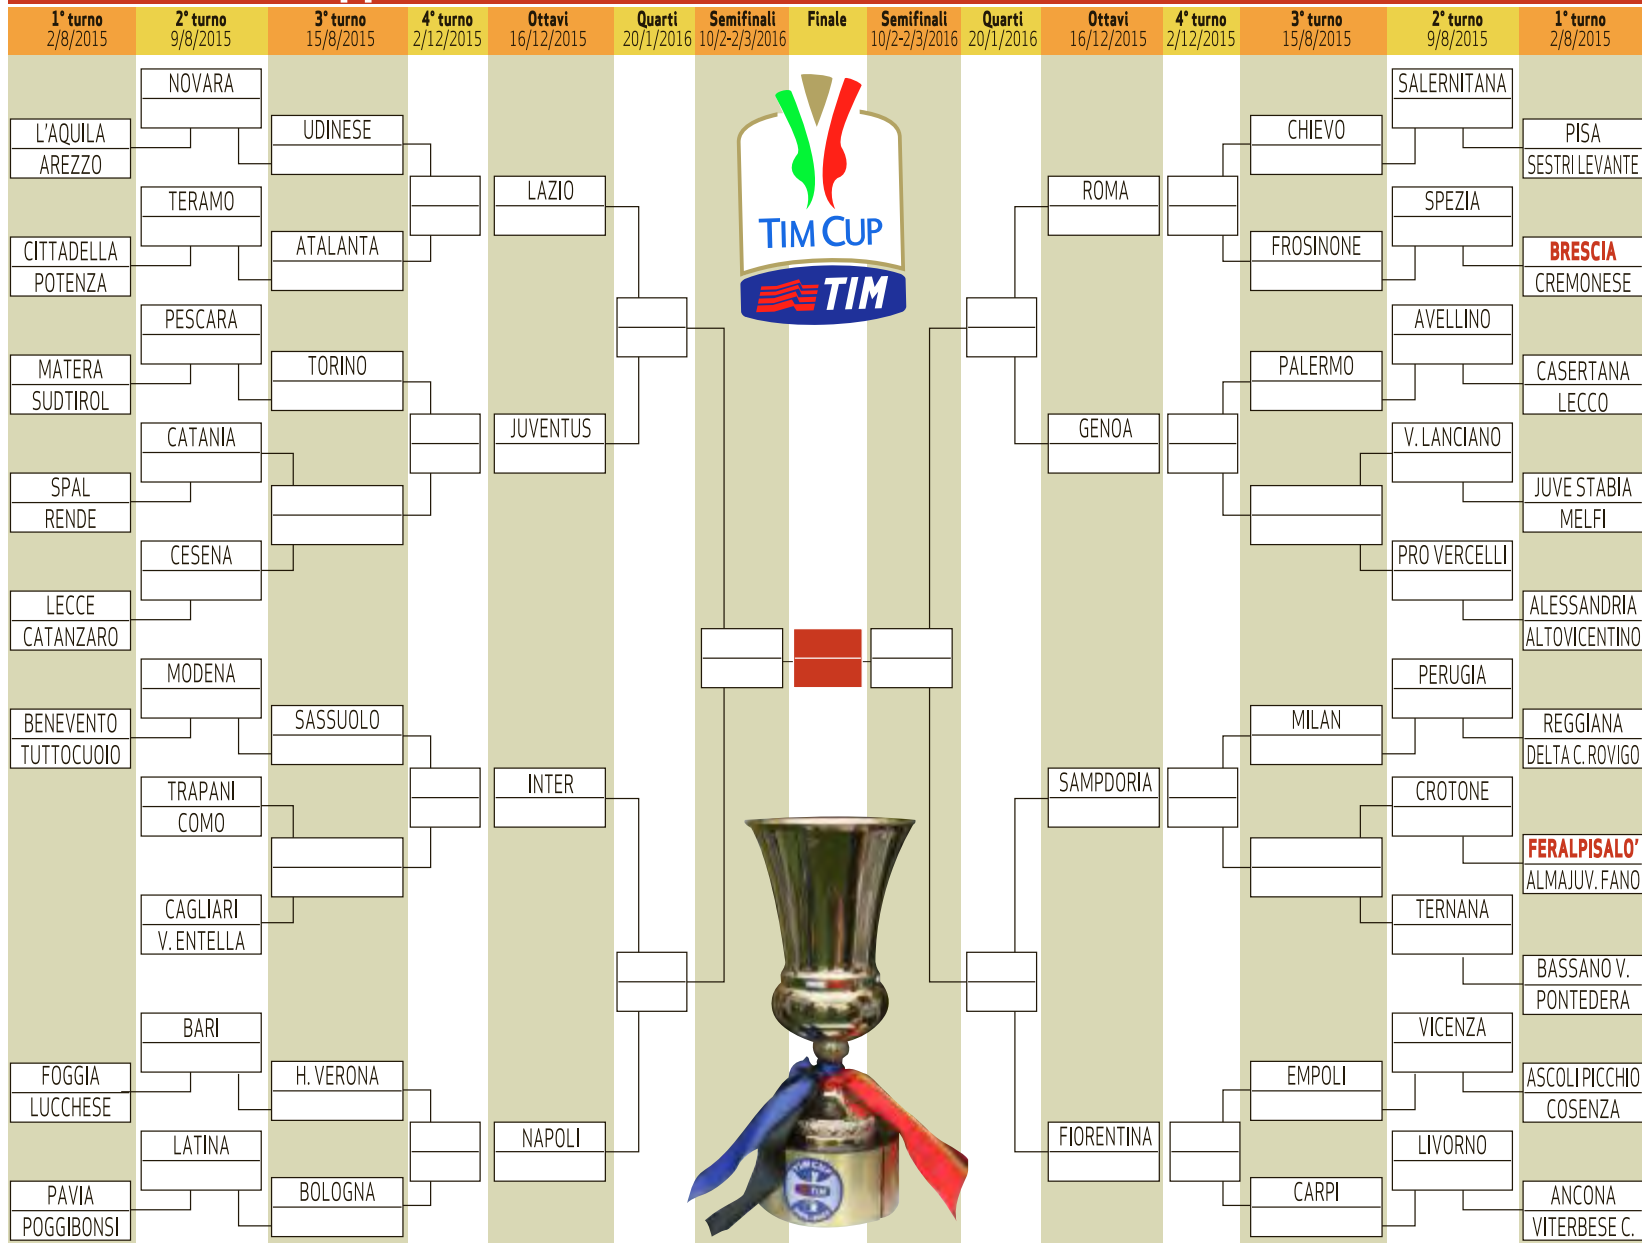 1° turno
2/8/2015
2° turno
9/8/2015
3° turno
15/8/2015
4° turno
2/12/2015
Ottavi
16/12/2015
Quarti
20/1/2016
Semifinali
10/2-2/3/2016
Finale
Semifinali
10/2-2/3/2016
Quarti
20/1/2016
Ottavi
16/12/2015
4° turno
2/12/2015
3° turno
15/8/2015
2° turno
9/8/2015
1° turno
2/8/2015
L'AQUILA
AREZZO
CITTADELLA
POTENZA
MATERA
SUDTIROL
SPAL
RENDE
LECCE
CATANZARO
BENEVENTO
TUTTOCUOIO
FOGGIA
LUCCHESE
PAVIA
POGGIBONSI
NOVARA
TERAMO
PESCARA
CATANIA
CESENA
MODENA
TRAPANI
COMO
CAGLIARI
V. ENTELLA
BARI
LATINA
UDINESE
ATALANTA
TORINO
SASSUOLO
H. VERONA
BOLOGNA
LAZIO
JUVENTUS
INTER
NAPOLI
TIM CUP
TIM
TIM CUP
TIM
ROMA
GENOA
SAMPDORIA
FIORENTINA
CHIEVO
FROSINONE
PALERMO
MILAN
EMPOLI
CARPI
SALERNITANA
SPEZIA
AVELLINO
V. LANCIANO
PRO VERCELLI
PERUGIA
CROTONE
TERNANA
VICENZA
LIVORNO
PISA
SESTRI LEVANTE
BRESCIA
CREMONESE
CASERTANA
LECCO
JUVE STABIA
MELFI
ALESSANDRIA
ALTOVICENTINO
REGGIANA
DELTA C. ROVIGO
FERALPISALO'
ALMAJUV. FANO
BASSANO V.
PONTEDERA
ASCOLI PICCHIO
COSENZA
ANCONA
VITERBESE C.